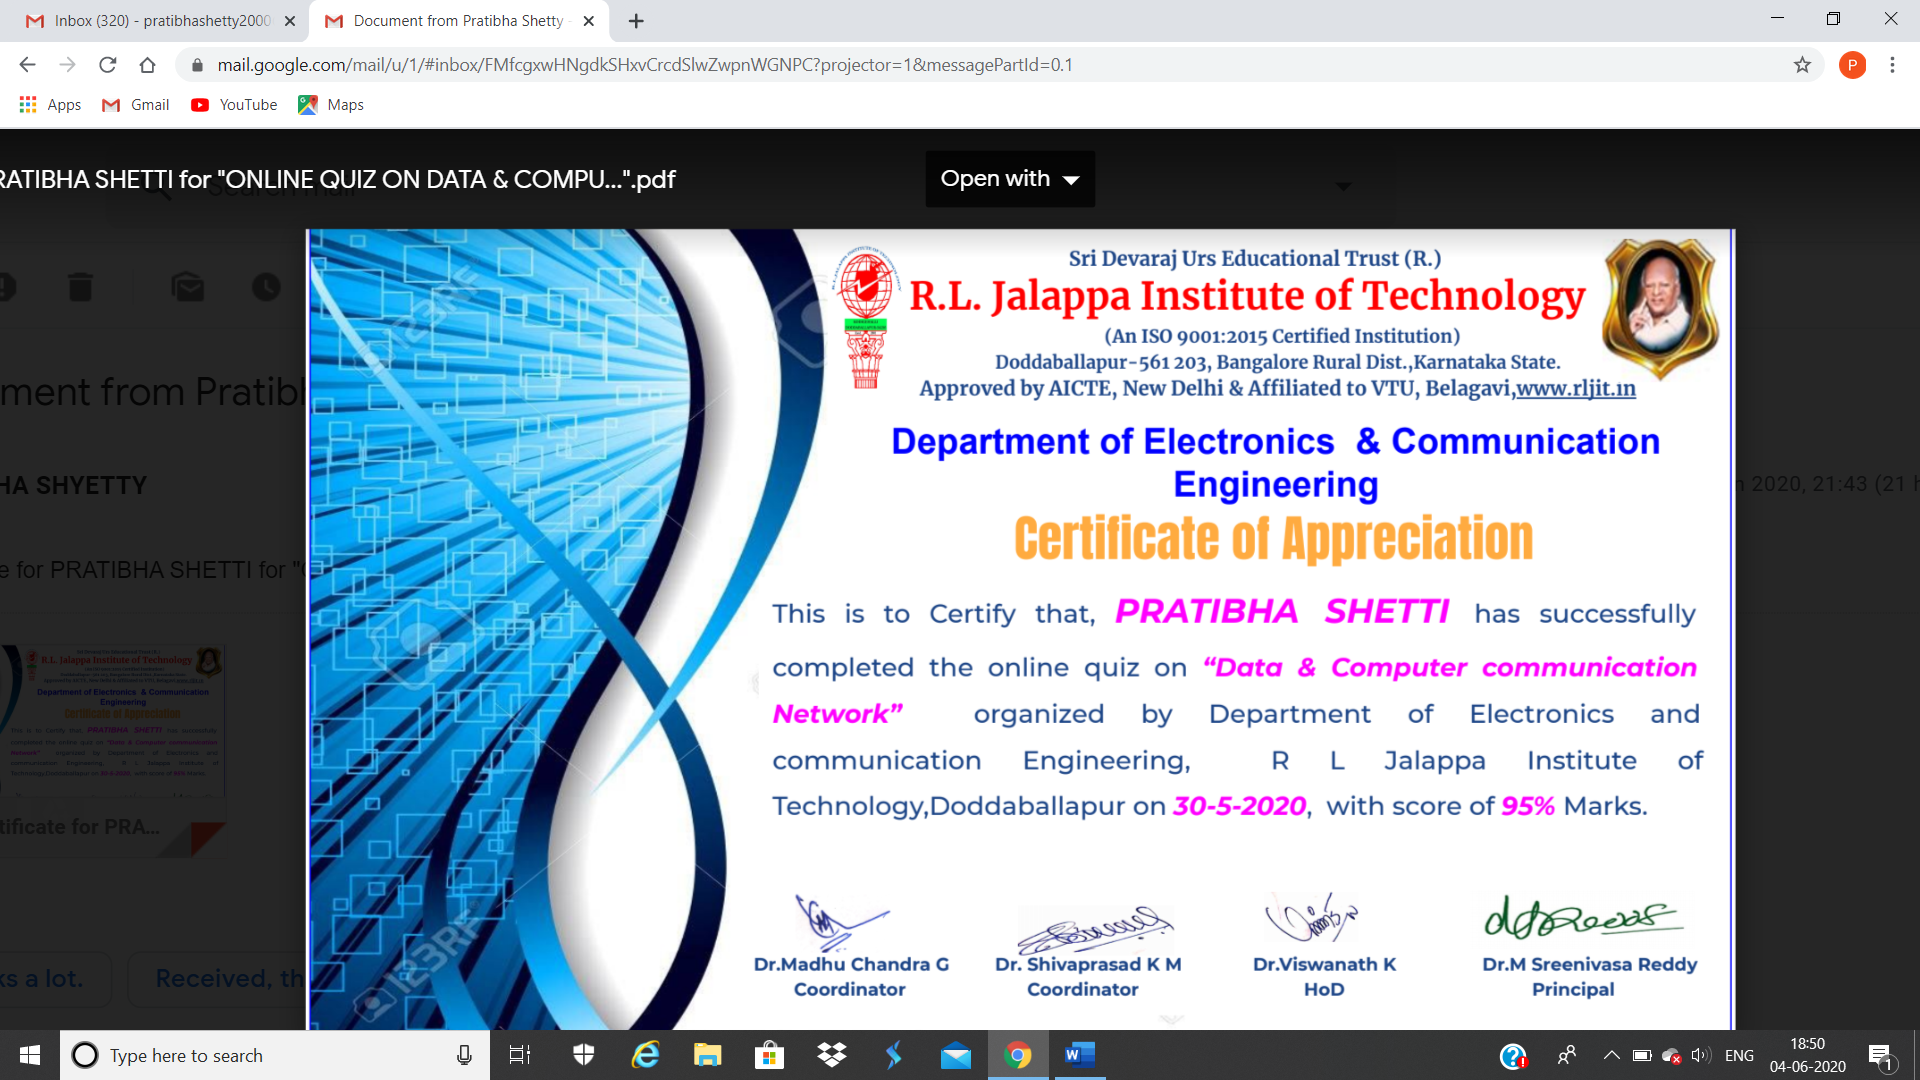 Inbox (320) - pratibhashetty2000
Document from Pratibha Shetty
mail.google.com/mail/u/1/#inbox/FMfcgxwHNgdkSHxvCrcdSlwZwpnWGNPC?projector=1&messagePartId=0.1
P
Apps Gmail YouTube Maps
RATIBHA SHETTI for "ONLINE QUIZ ON DATA & COMPU...".pdf
Open with
ment from Pratibh
HA SHYETTY
2020, 21:43 (21 h
e for PRATIBHA SHETTI for "
tificate for PRA...
ks a lot.
Received, th
Sri Devaraj Urs Educational Trust (R.)
R.L. Jalappa Institute of Technology
(An ISO 9001:2015 Certified Institution)
Doddaballapur-561 203, Bangalore Rural Dist.,Karnataka State.
Approved by AICTE, New Delhi & Affiliated to VTU, Belagavi,www.rljit.in
Department of Electronics & Communication
Engineering
Certificate of Appreciation
This is to Certify that, PRATIBHA SHETTI has successfully
completed the online quiz on “Data & Computer communication
Network” organized by Department of Electronics and
communication Engineering, R L Jalappa Institute of
Technology,Doddaballapur on 30-5-2020, with score of 95% Marks.
Dr.Madhu Chandra G
Coordinator
Dr. Shivaprasad K M
Coordinator
Dr.Viswanath K
HoD
Dr.M Sreenivasa Reddy
Principal
123RF
123RF
Type here to search
ENG
18:50
04-06-2020
1